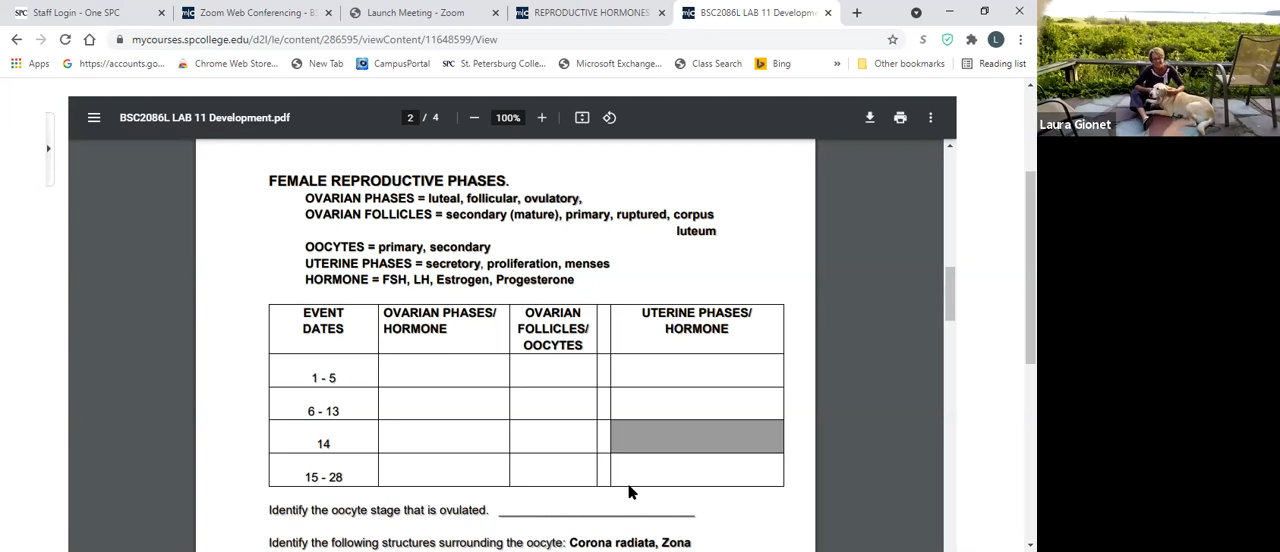 Staff Login - One SPC
Zoom Web Conferencing - BS
Launch Meeting - Zoom
REPRODUCTIVE HORMONES
BSC2086L LAB 11 Developm
mycourses.spcollege.edu/d2l/le/content/286595/viewContent/11648599/View
Apps
https://accounts.go...
Chrome Web Store...
New Tab
CampusPortal
SPC St. Petersburg Colle...
Microsoft Exchange...
Class Search
Bing
»
Other bookmarks
Reading list
L
Laura Gionet
BSC2086L LAB 11 Development.pdf
2 / 4
— 100% +
FEMALE REPRODUCTIVE PHASES.
OVARIAN PHASES = luteal, follicular, ovulatory,
OVARIAN FOLLICLES = secondary (mature), primary, ruptured, corpus
luteum
OOCYTES = primary, secondary
UTERINE PHASES = secretory, proliferation, menses
HORMONE = FSH, LH, Estrogen, Progesterone
EVENT
DATES
OVARIAN PHASES/
HORMONE
OVARIAN
FOLLICLES/
OOCYTES
UTERINE PHASES/
HORMONE
1 - 5
6 - 13
14
15 - 28
Identify the oocyte stage that is ovulated. ____________________
Identify the following structures surrounding the oocyte: Corona radiata, Zona